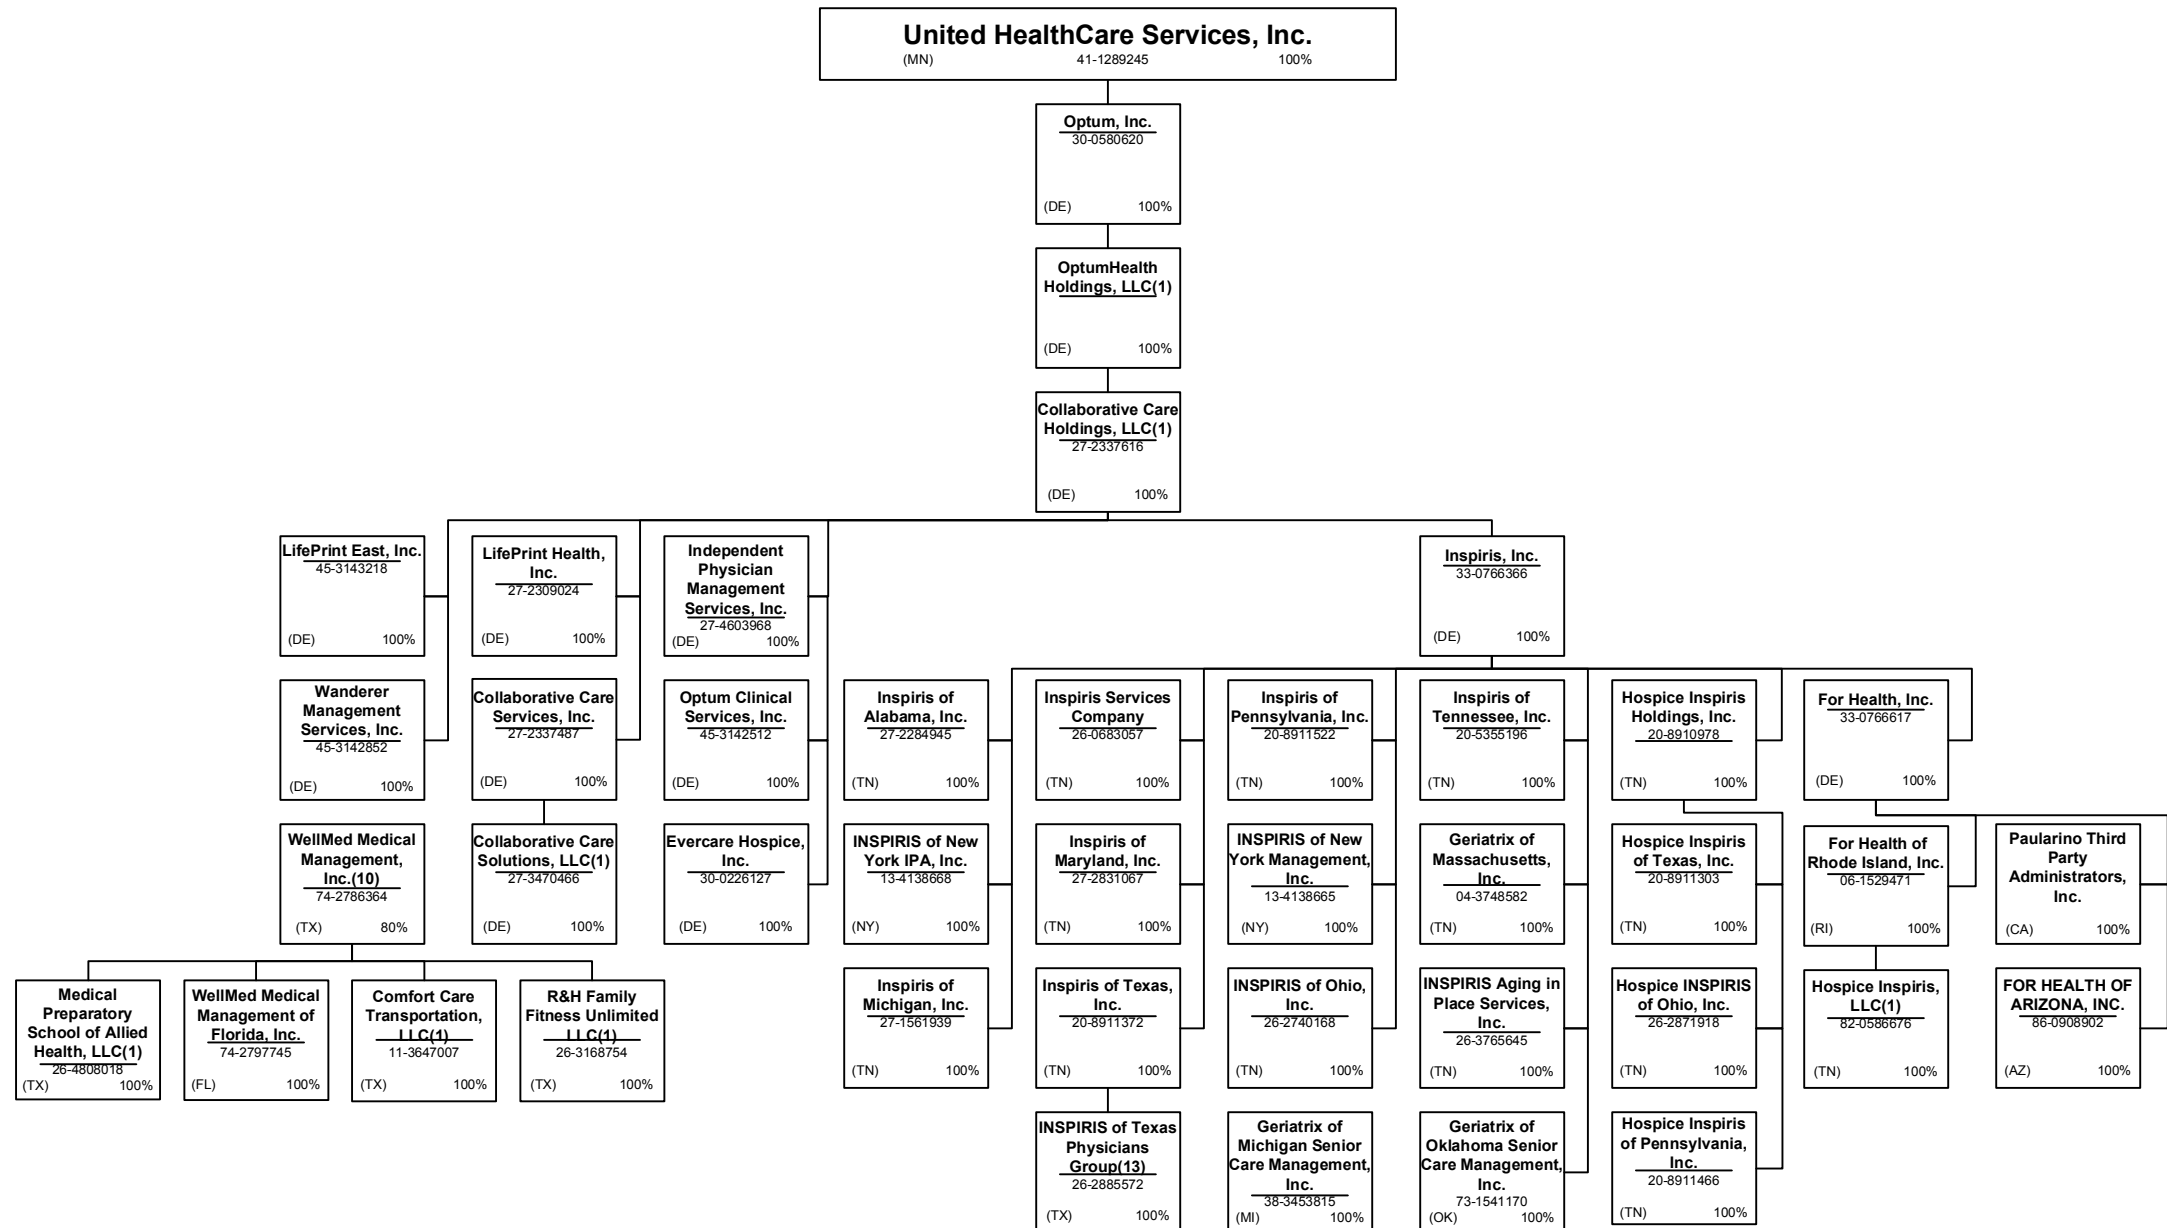 United HealthCare Services, Inc.
(MN) 41-1289245 100%
Optum, Inc.
30-0580620
(DE) 100%
OptumHealth
Holdings, LLC(1)
(DE) 100%
Collaborative Care
Holdings, LLC(1)
27-2337616
(DE) 100%
LifePrint East, Inc.
45-3143218
(DE) 100%
LifePrint Health,
Inc.
27-2309024
(DE) 100%
Independent
Physician
Management
Services, Inc.
27-4603968
(DE) 100%
Inspiris, Inc.
33-0766366
(DE) 100%
Wanderer
Management
Services, Inc.
45-3142852
(DE) 100%
Collaborative Care
Services, Inc.
27-2337487
(DE) 100%
Optum Clinical
Services, Inc.
45-3142512
(DE) 100%
Inspiris of
Alabama, Inc.
27-2284945
(TN) 100%
Inspiris Services
Company
26-0683057
(TN) 100%
Inspiris of
Pennsylvania, Inc.
20-8911522
(TN) 100%
Inspiris of
Tennessee, Inc.
20-5355196
(TN) 100%
Hospice Inspiris
Holdings, Inc.
20-8910978
(TN) 100%
For Health, Inc.
33-0766617
(DE) 100%
WellMed Medical
Management,
Inc.(10)
74-2786364
(TX) 80%
Collaborative Care
Solutions, LLC(1)
27-3470466
(DE) 100%
Evercare Hospice,
Inc.
30-0226127
(DE) 100%
INSPIRIS of New
York IPA, Inc.
13-4138668
(NY) 100%
Inspiris of
Maryland, Inc.
27-2831067
(TN) 100%
INSPIRIS of New
York Management,
Inc.
13-4138665
(NY) 100%
Geriatrix of
Massachusetts,
Inc.
04-3748582
(TN) 100%
Hospice Inspiris
of Texas, Inc.
20-8911303
(TN) 100%
For Health of
Rhode Island, Inc.
06-1529471
(RI) 100%
Paularino Third
Party
Administrators,
Inc.
(CA) 100%
Medical
Preparatory
School of Allied
Health, LLC(1)
26-4808018
(TX) 100%
WellMed Medical
Management of
Florida, Inc.
74-2797745
(FL) 100%
Comfort Care
Transportation,
LLC(1)
11-3647007
(TX) 100%
R&H Family
Fitness Unlimited
LLC(1)
26-3168754
(TX) 100%
Inspiris of
Michigan, Inc.
27-1561939
(TN) 100%
Inspiris of Texas,
Inc.
20-8911372
(TN) 100%
INSPIRIS of Ohio,
Inc.
26-2740168
(TN) 100%
INSPIRIS Aging in
Place Services,
Inc.
26-3765645
(TN) 100%
Hospice INSPIRIS
of Ohio, Inc.
26-2871918
(TN) 100%
Hospice Inspiris,
LLC(1)
82-0586676
(TN) 100%
FOR HEALTH OF
ARIZONA, INC.
86-0908902
(AZ) 100%
INSPIRIS of Texas
Physicians
Group(13)
26-2885572
(TX) 100%
Geriatrix of
Michigan Senior
Care Management,
Inc.
38-3453815
(MI) 100%
Geriatrix of
Oklahoma Senior
Care Management,
Inc.
73-1541170
(OK) 100%
Hospice Inspiris
of Pennsylvania,
Inc.
20-8911466
(TN) 100%